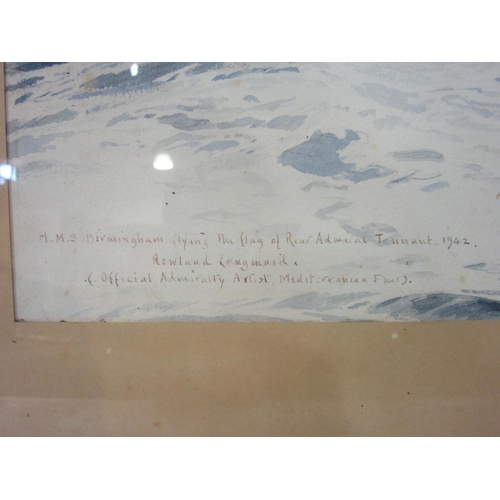 H.M.S. Birmingham flying the flag of Rear Admiral Tennant. 1942.
Rowland Langmaid.
(. Official Admiralty Artist, Mediterranean Fleet).